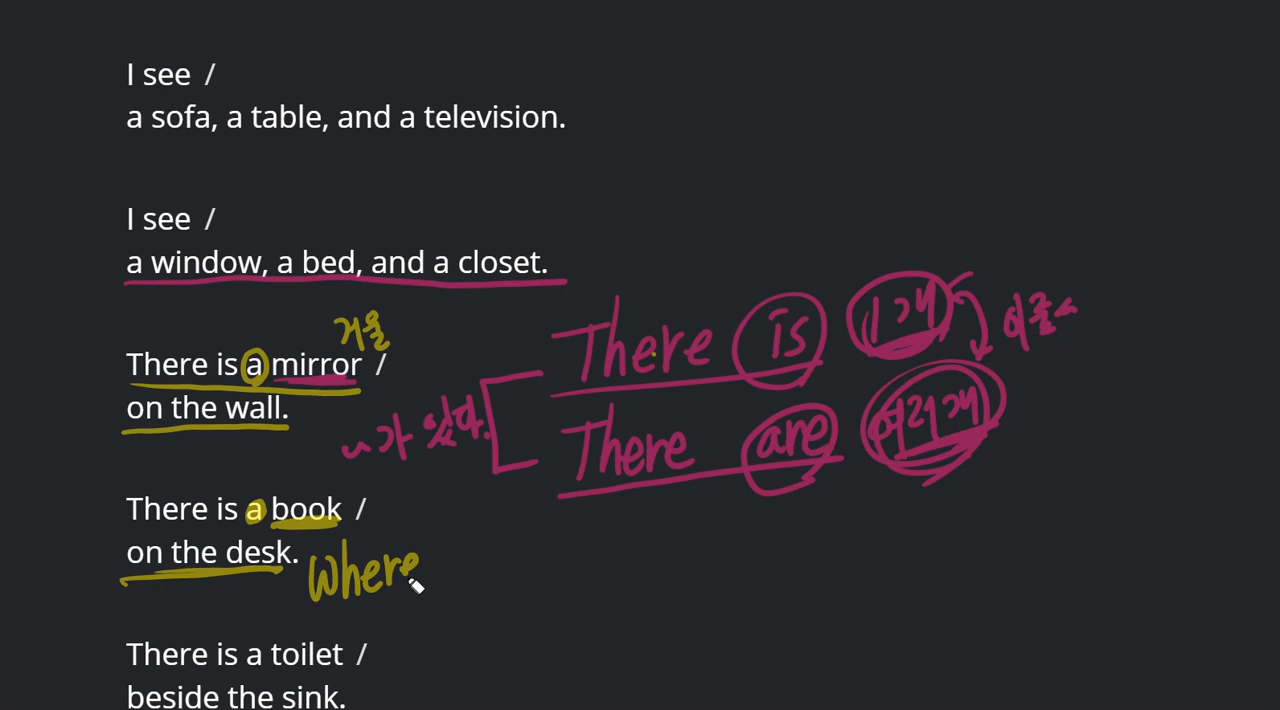 I see /
a sofa, a table, and a television.
I see /
a window, a bed, and a closet.
거울
There is a mirror /
on the wall.
There is 1개
There are 여러개
~가 있다.
There is a book /
on the desk.
Where
There is a toilet /
beside the sink.